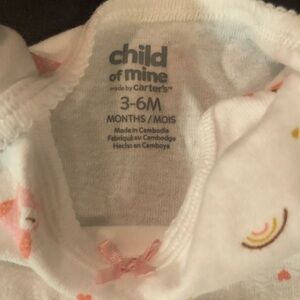 child
of mine
made by carter's™
3-6M
MONTHS / MOIS
Made in Cambodia
Fabriqué au Cambodge
Hecho en Camboya